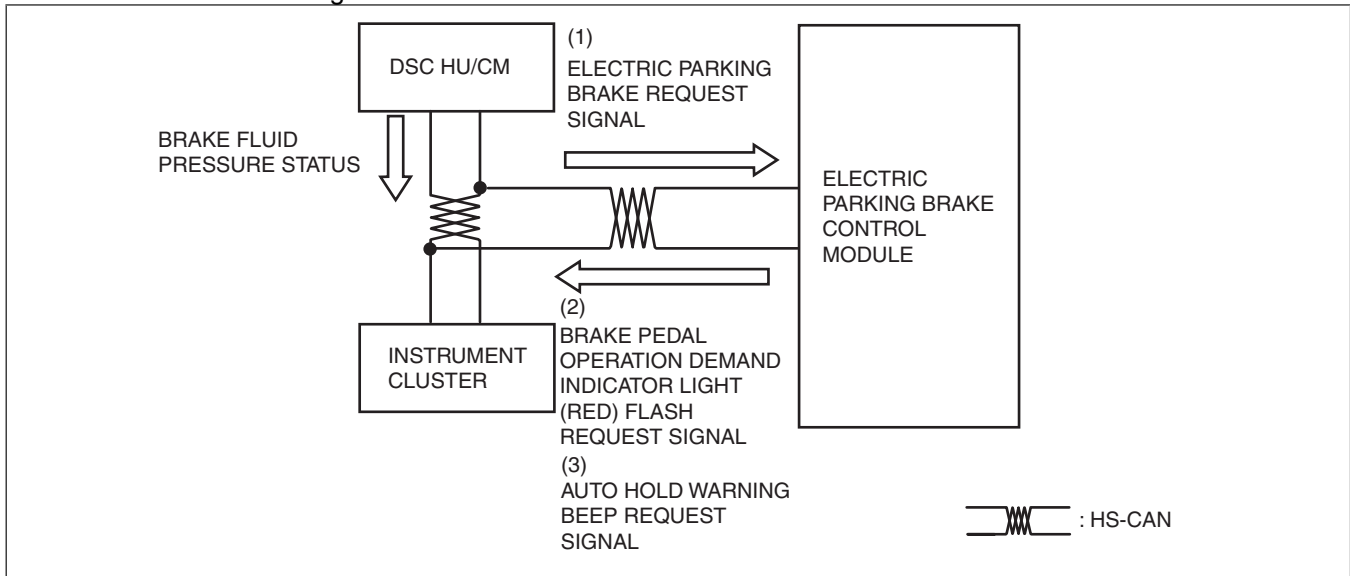 DSC HU/CM
(1)
ELECTRIC PARKING
BRAKE REQUEST
SIGNAL
BRAKE FLUID
PRESSURE STATUS
ELECTRIC
PARKING BRAKE
CONTROL
MODULE
INSTRUMENT
CLUSTER
(2)
BRAKE PEDAL
OPERATION DEMAND
INDICATOR LIGHT
(RED) FLASH
REQUEST SIGNAL
(3)
AUTO HOLD WARNING
BEEP REQUEST
SIGNAL
: HS-CAN